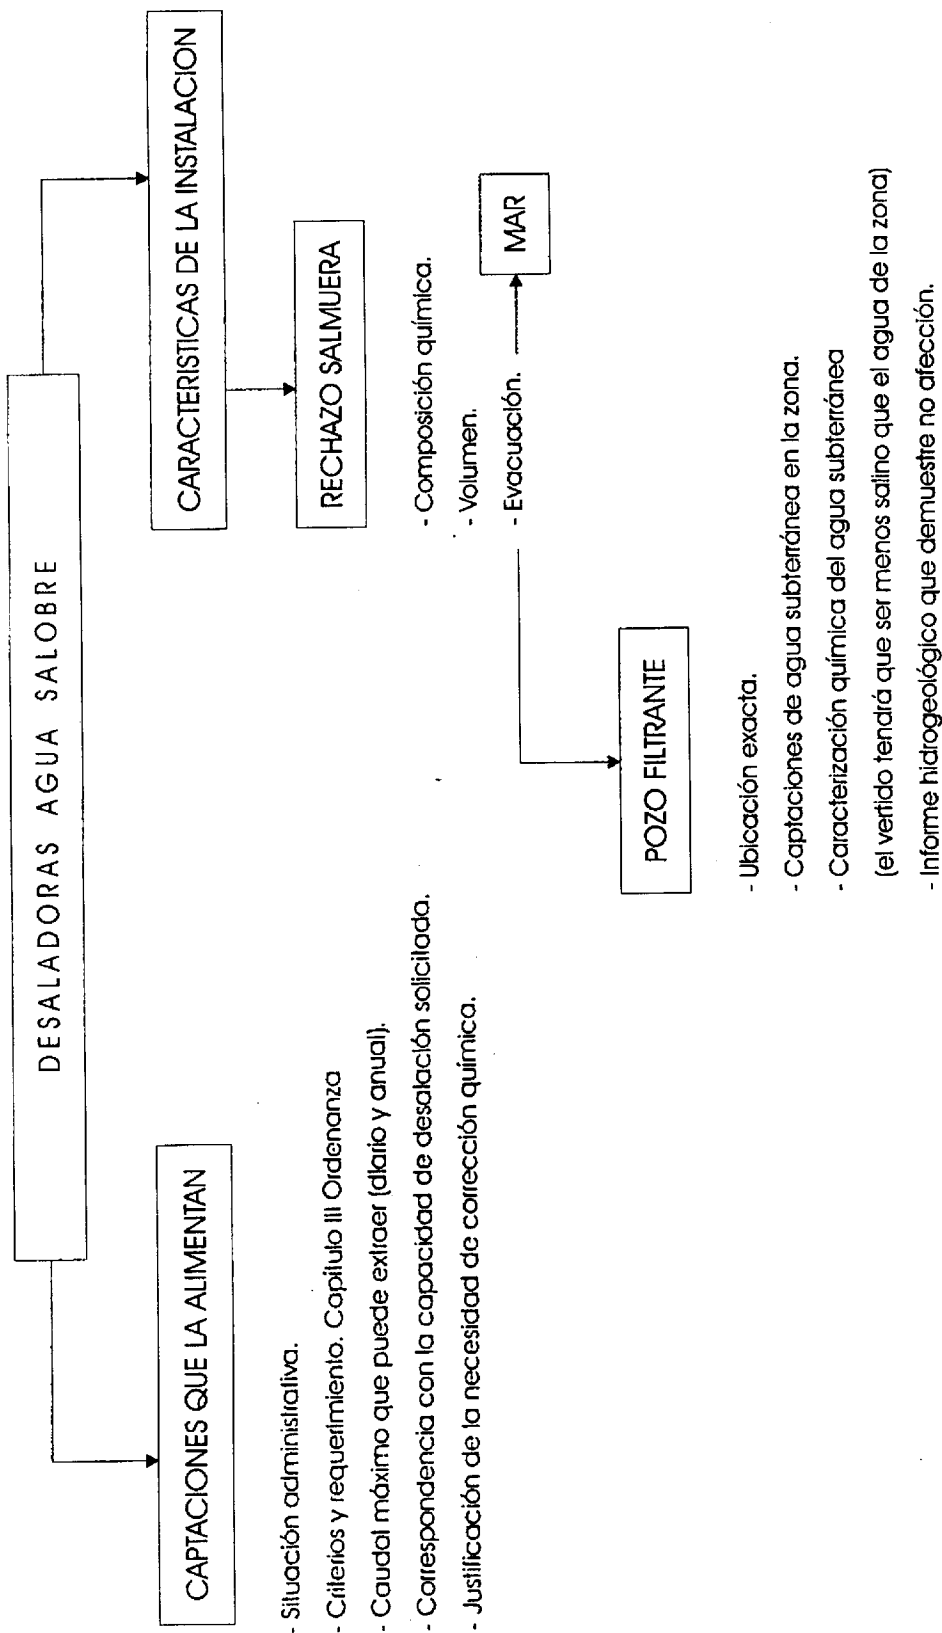 DESALADORAS AGUA SALOBRE
CAPTACIONES QUE LA ALIMENTAN
- Situación administrativa.
- Criterios y requerimiento. Capitulo III Ordenanza
- Caudal máximo que puede extraer (diario y anual).
- Correspondencia con la capacidad de desalación solicitada.
- Justificación de la necesidad de corrección química.
CARACTERISTICAS DE LA INSTALACION
RECHAZO SALMUERA
- Composición química.
- Volumen.
- Evacuación.
MAR
POZO FILTRANTE
- Ubicación exacta.
- Captaciones de agua subterránea en la zona.
- Caracterización química del agua subterránea
(el vertido tendrá que ser menos salino que el agua de la zona)
- Informe hidrogeológico que demuestre no afección.